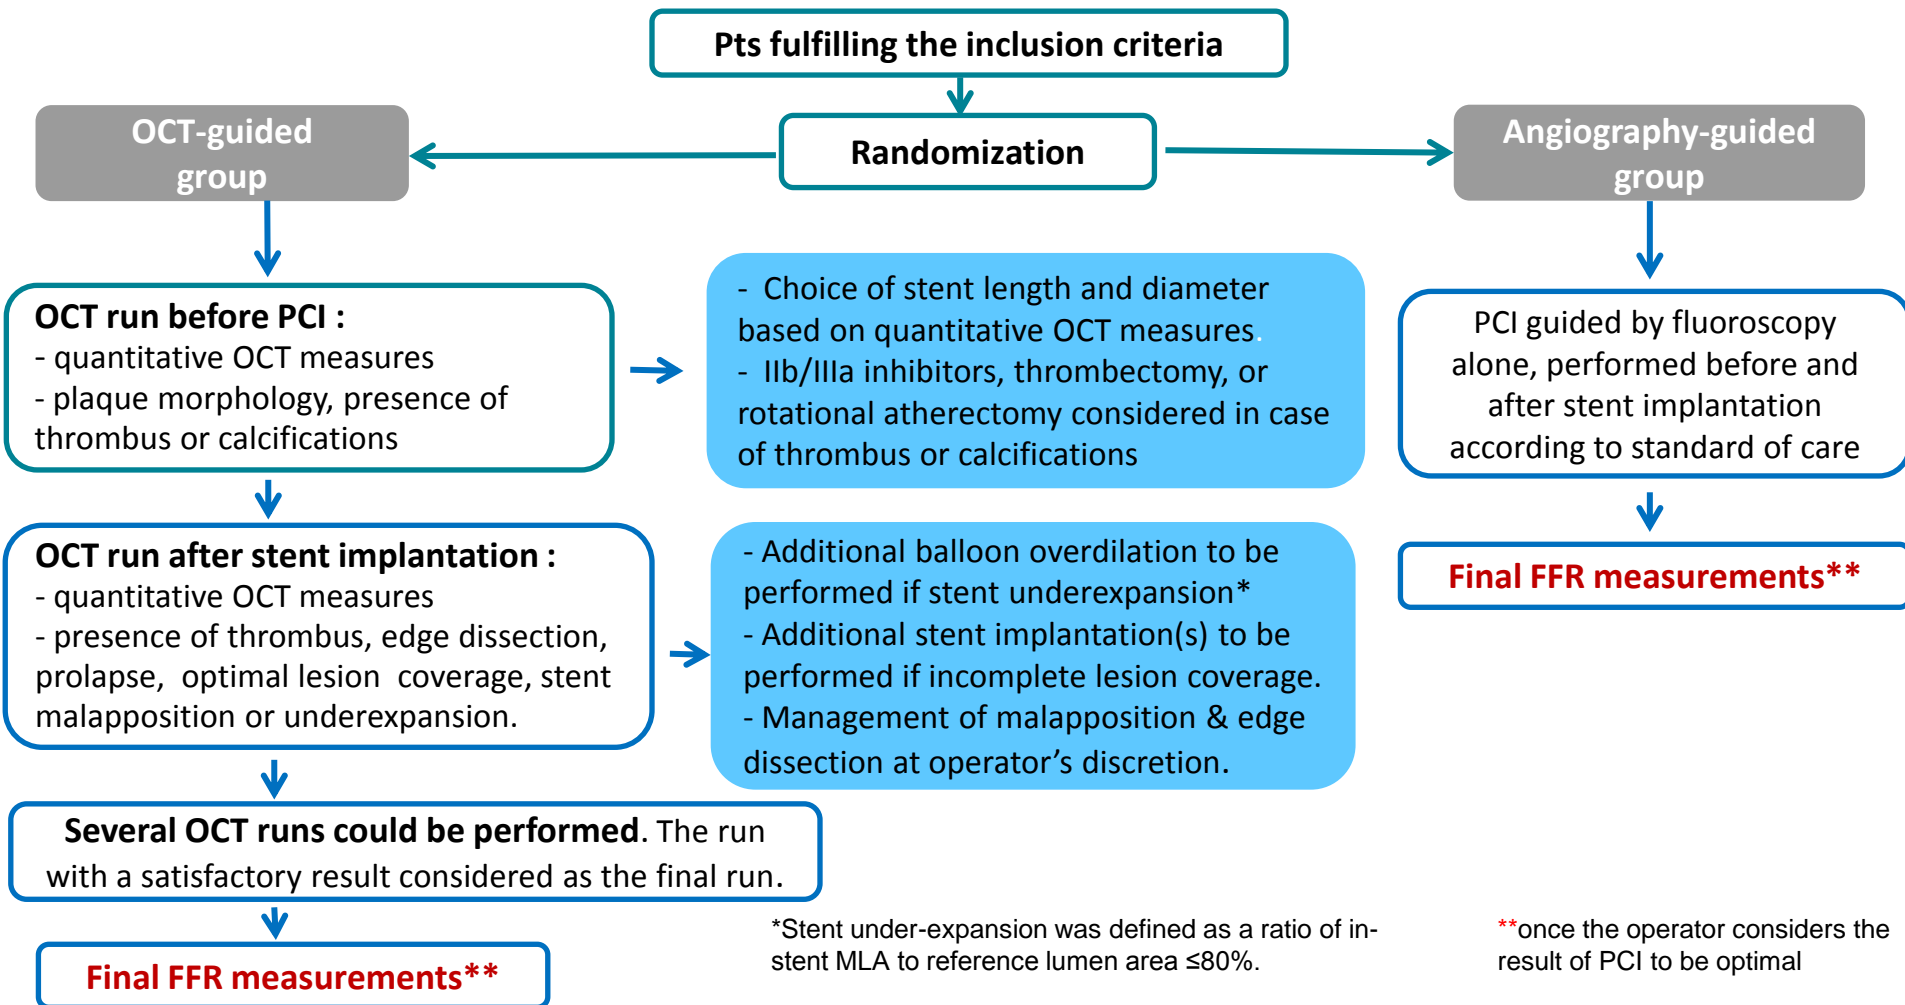 Pts fulfilling the inclusion criteria
Randomization
OCT-guided
group
Angiography-guided
group
OCT run before PCI :
- quantitative OCT measures
- plaque morphology, presence of
thrombus or calcifications
- Choice of stent length and diameter
based on quantitative OCT measures.
- IIb/IIIa inhibitors, thrombectomy, or
rotational atherectomy considered in case
of thrombus or calcifications
PCI guided by fluoroscopy
alone, performed before and
after stent implantation
according to standard of care
OCT run after stent implantation :
- quantitative OCT measures
- presence of thrombus, edge dissection,
prolapse, optimal lesion coverage, stent
malapposition or underexpansion.
- Additional balloon overdilation to be
performed if stent underexpansion*
- Additional stent implantation(s) to be
performed if incomplete lesion coverage.
- Management of malapposition & edge
dissection at operator’s discretion.
Final FFR measurements**
Several OCT runs could be performed. The run
with a satisfactory result considered as the final run.
Final FFR measurements**
*Stent under-expansion was defined as a ratio of in-
stent MLA to reference lumen area ≤80%.
**once the operator considers the
result of PCI to be optimal